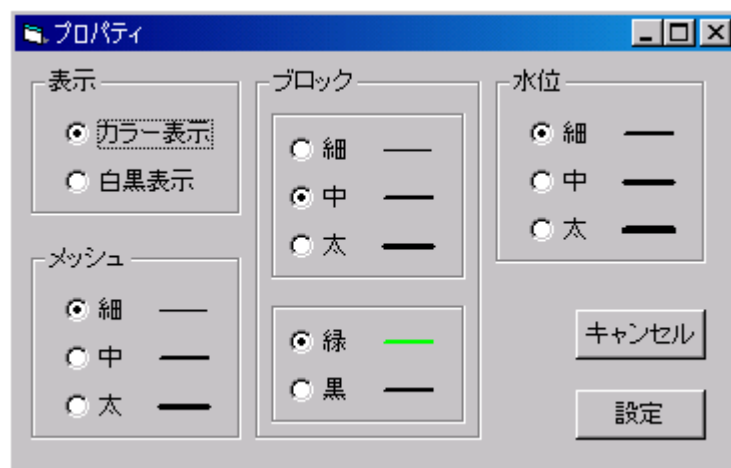 プロパティ
表示
カラー表示
白黒表示
メッシュ
細
中
太
ブロック
細
中
太
緑
黒
水位
細
中
太
キャンセル
設定